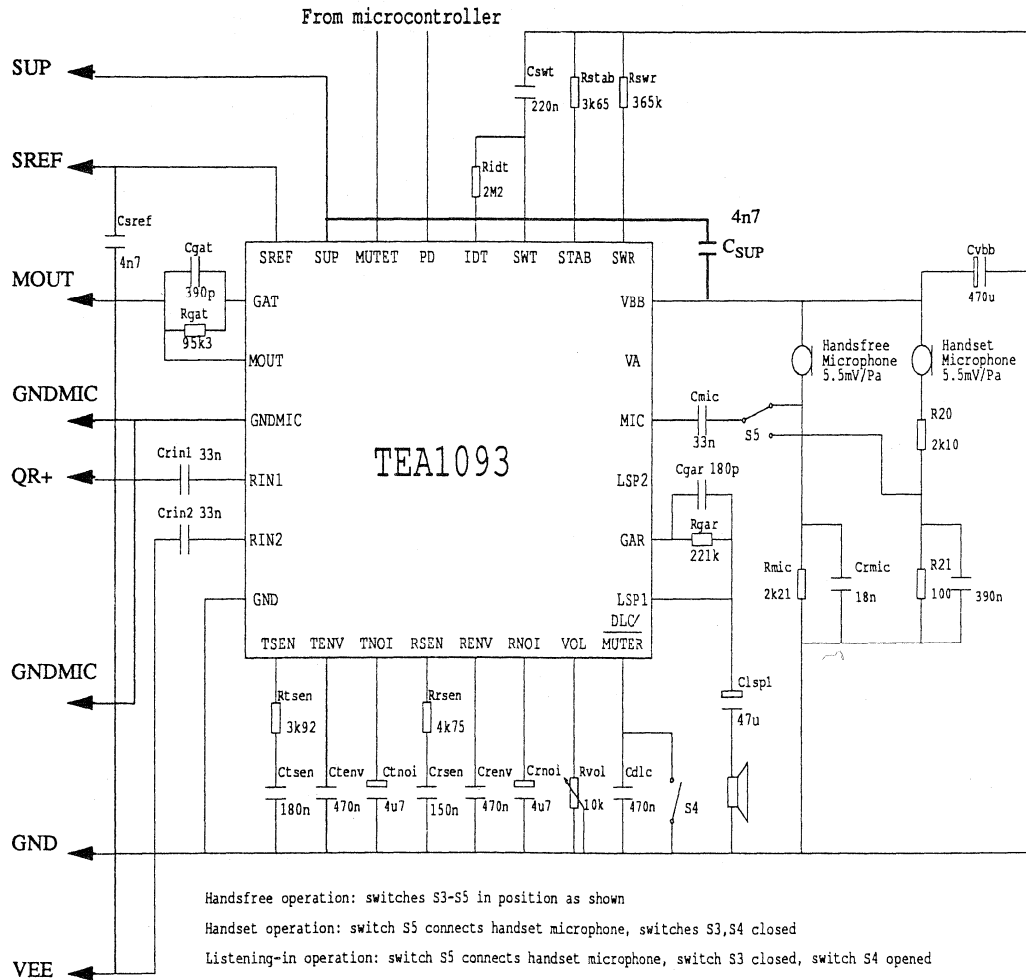 From microcontroller
SUP
Cswt
220n
Rstab
3k65
Rswr
365k
SREF
Ridt
2M2
Csref
4n7
4n7
CSUP
Cgat
390p
Rgat
95k3
SREF SUP MUTET PD IDT SWT STAB SWR
Cvbb
470u
MOUT
GAT
VBB
MOUT
VA
Handsfree
Microphone
5.5mV/Pa
Handset
Microphone
5.5mV/Pa
GNDMIC
GNDMIC
MIC
Cmic
33n
S5
R20
2k10
TEA1093
QR+
Crin1 33n
RIN1
LSP2
Cgar 180p
Crin2 33n
RIN2
GAR
Rgar
221k
GND
LSP1
Rmic
2k21
Crmic
18n
R21
100
390n
DLC/
TSEN TENV TNOI RSEN RENV RNOI VOL MUTER
GNDMIC
Rtsen
3k92
Rrsen
4k75
Clsp1
47u
Ctsen
180n
Ctenv
470n
Ctnoi
4u7
Crsen
150n
Crenv
470n
Crnoi
4u7
Rvol
10k
Cdlc
470n
S4
GND
Handsfree operation: switches S3-S5 in position as shown
Handset operation: switch S5 connects handset microphone, switches S3,S4 closed
Listening-in operation: switch S5 connects handset microphone, switch S3 closed, switch S4 opened
VEE